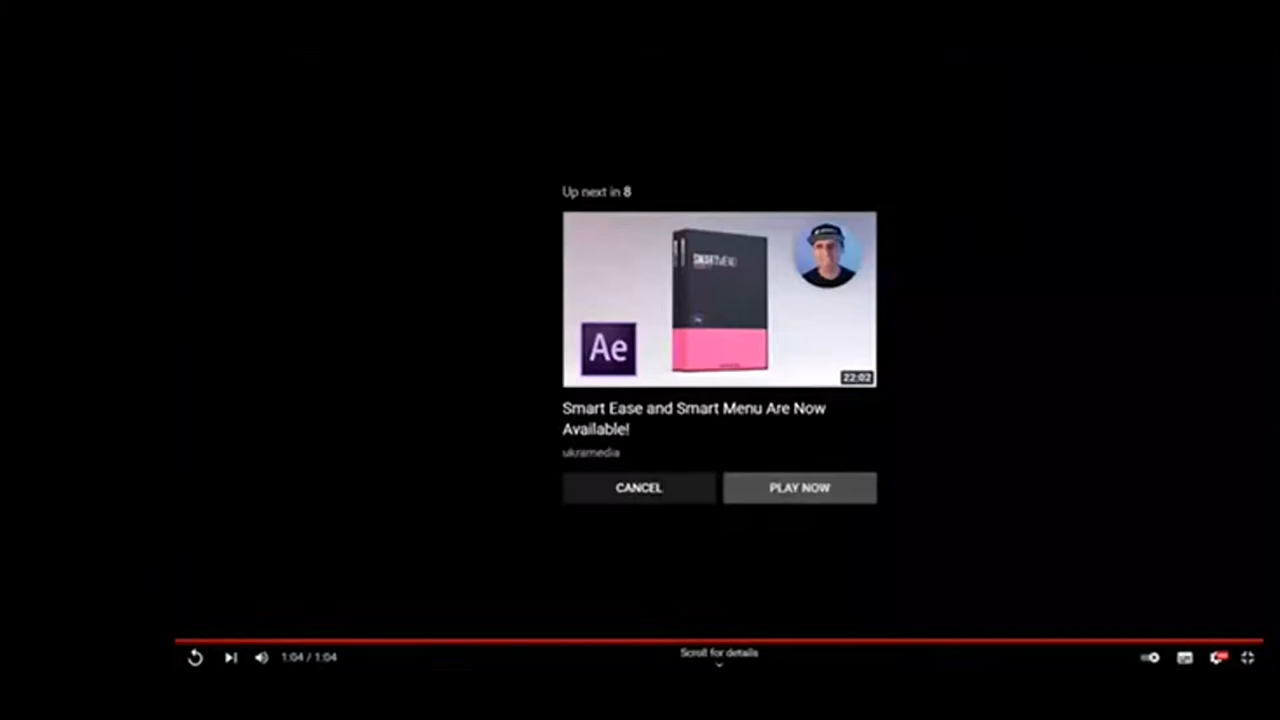 Up next in 8
SMARTMENU
Ae
22:02
Smart Ease and Smart Menu Are Now
Available!
ukramedia
CANCEL
PLAY NOW
1:04 / 1:04
Scroll for details